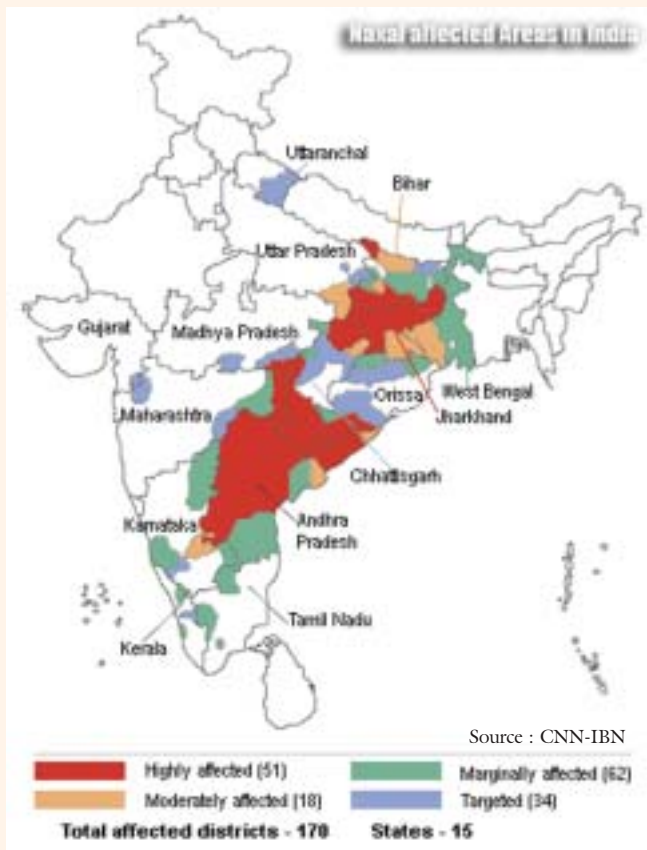 Naxal affected Areas in India
Uttaranchal
Bihar
Uttar Pradesh
Gujarat
Madhya Pradesh
West Bengal
Orissa
Jharkhand
Maharashtra
Chhattisgarh
Karnataka
Andhra
Pradesh
Tamil Nadu
Kerala
Source : CNN-IBN
Highly affected (51)
Marginally affected (62)
Moderately affected (18)
Targeted (34)
Total affected districts - 170 States - 15